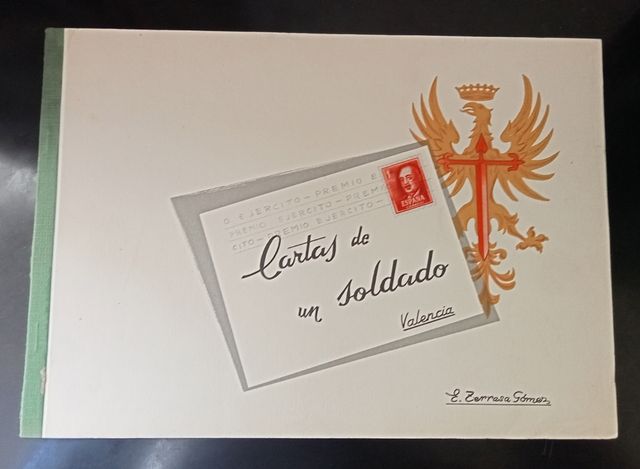 O EJERCITO - PREMIO E
PREMIO EJERCITO - PREMIO
CITO - PREMIO EJERCITO -
ESPAÑA
Cartas de
un soldado
Valencia
E. Terrasa Gómez